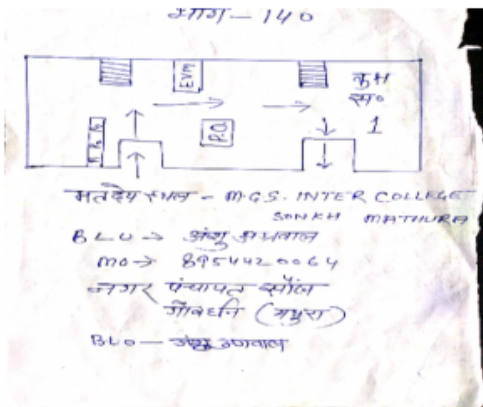 भाग - 140
EVM
कक्ष
सं०
1
P.O
मतदेय स्थल - M.G.S. INTER COLLEGE
SONKH MATHURA
BLO → अंशु अग्रवाल
MO → 8954420064
नगर पंचायत सौंख
गोवर्धन (मथुरा)
BLO - अंशु अग्रवाल